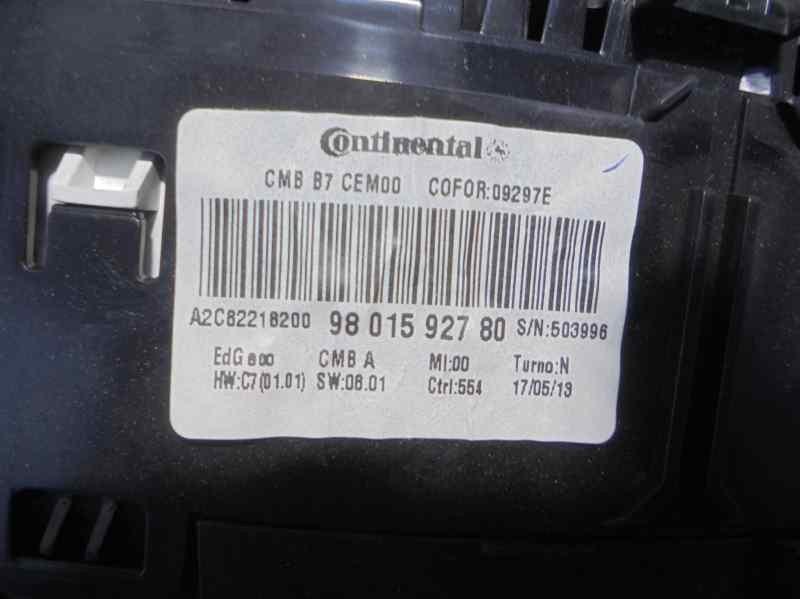 Continental
CMB B7 CEM00 COFOR:09297E
A2C82218200 98 015 927 80 S/N:503996
EdG 800 CMB A MI:00 Turno:N
HW:C7(01.01) SW:08.01 Ctrl:554 17/05/13